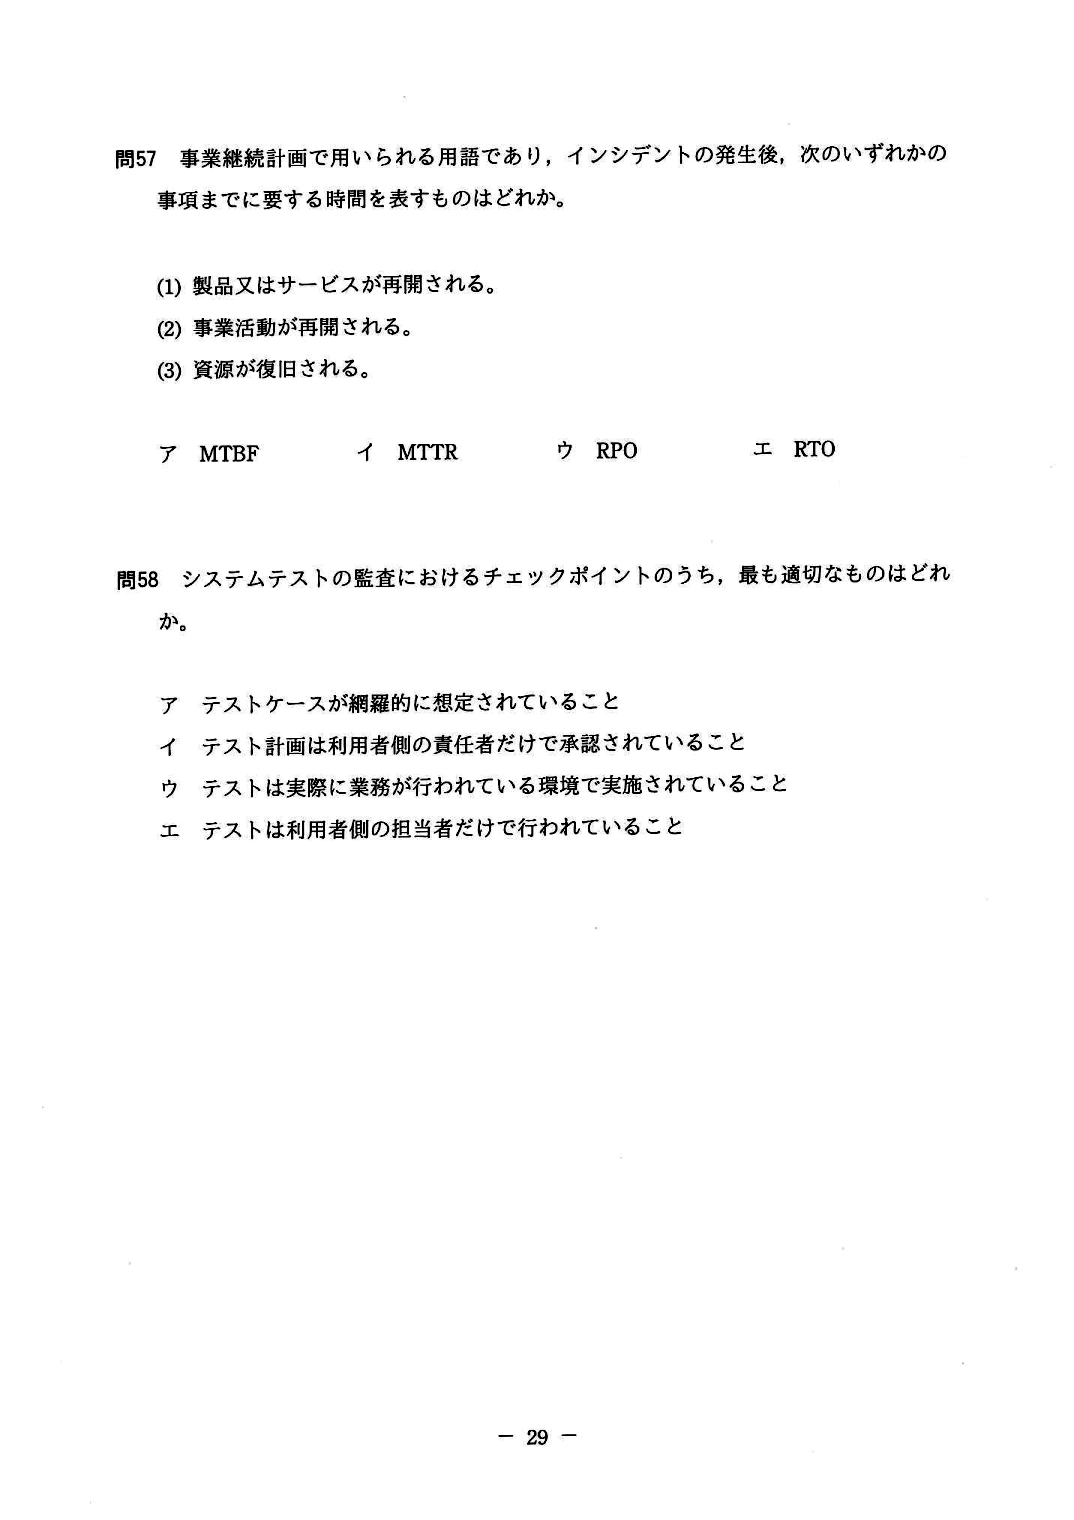 問57 事業継続計画で用いられる用語であり，インシデントの発生後，次のいずれかの
事項までに要する時間を表すものはどれか。
(1) 製品又はサービスが再開される。
(2) 事業活動が再開される。
(3) 資源が復旧される。
ア MTBF イ MTTR ウ RPO エ RTO
問58 システムテストの監査におけるチェックポイントのうち，最も適切なものはどれ
か。
ア テストケースが網羅的に想定されていること
イ テスト計画は利用者側の責任者だけで承認されていること
ウ テストは実際に業務が行われている環境で実施されていること
エ テストは利用者側の担当者だけで行われていること
－ 29 －